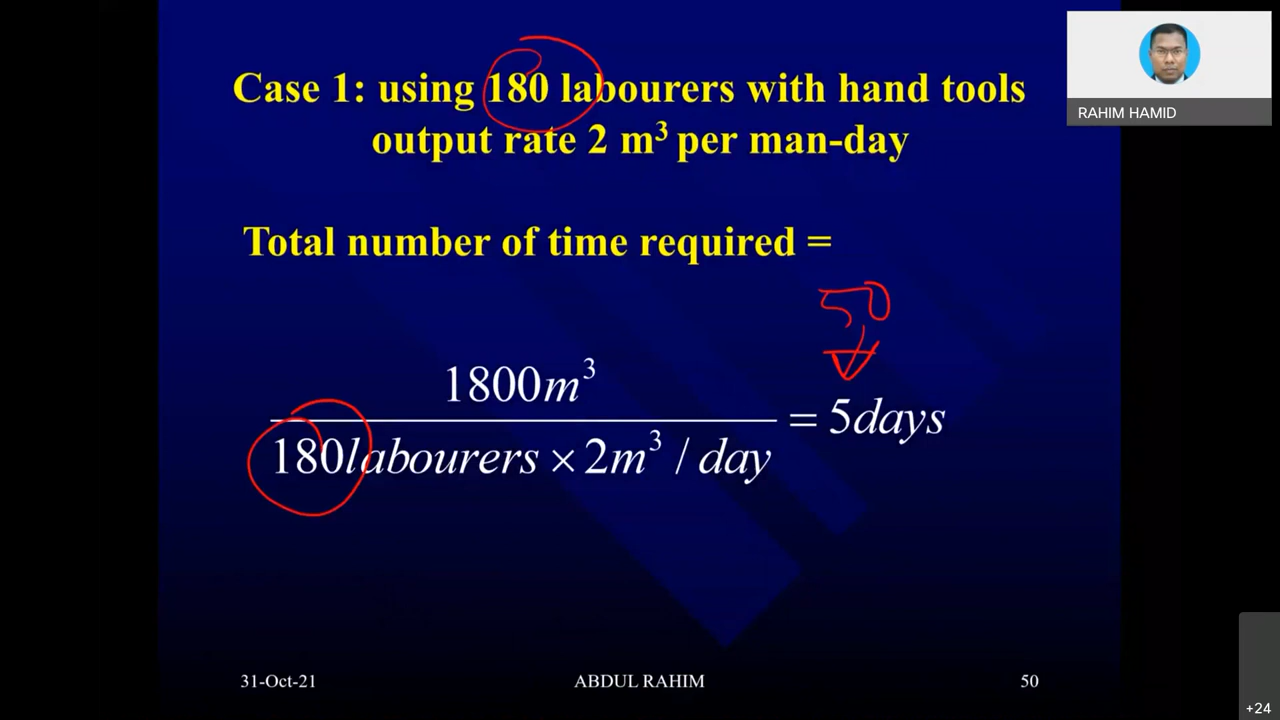 Case 1: using 180 labourers with hand tools
output rate 2 m³ per man-day
RAHIM HAMID
Total number of time required =
50
1800m³
180labourers × 2m³ / day
= 5days
31-Oct-21
ABDUL RAHIM
50
+24